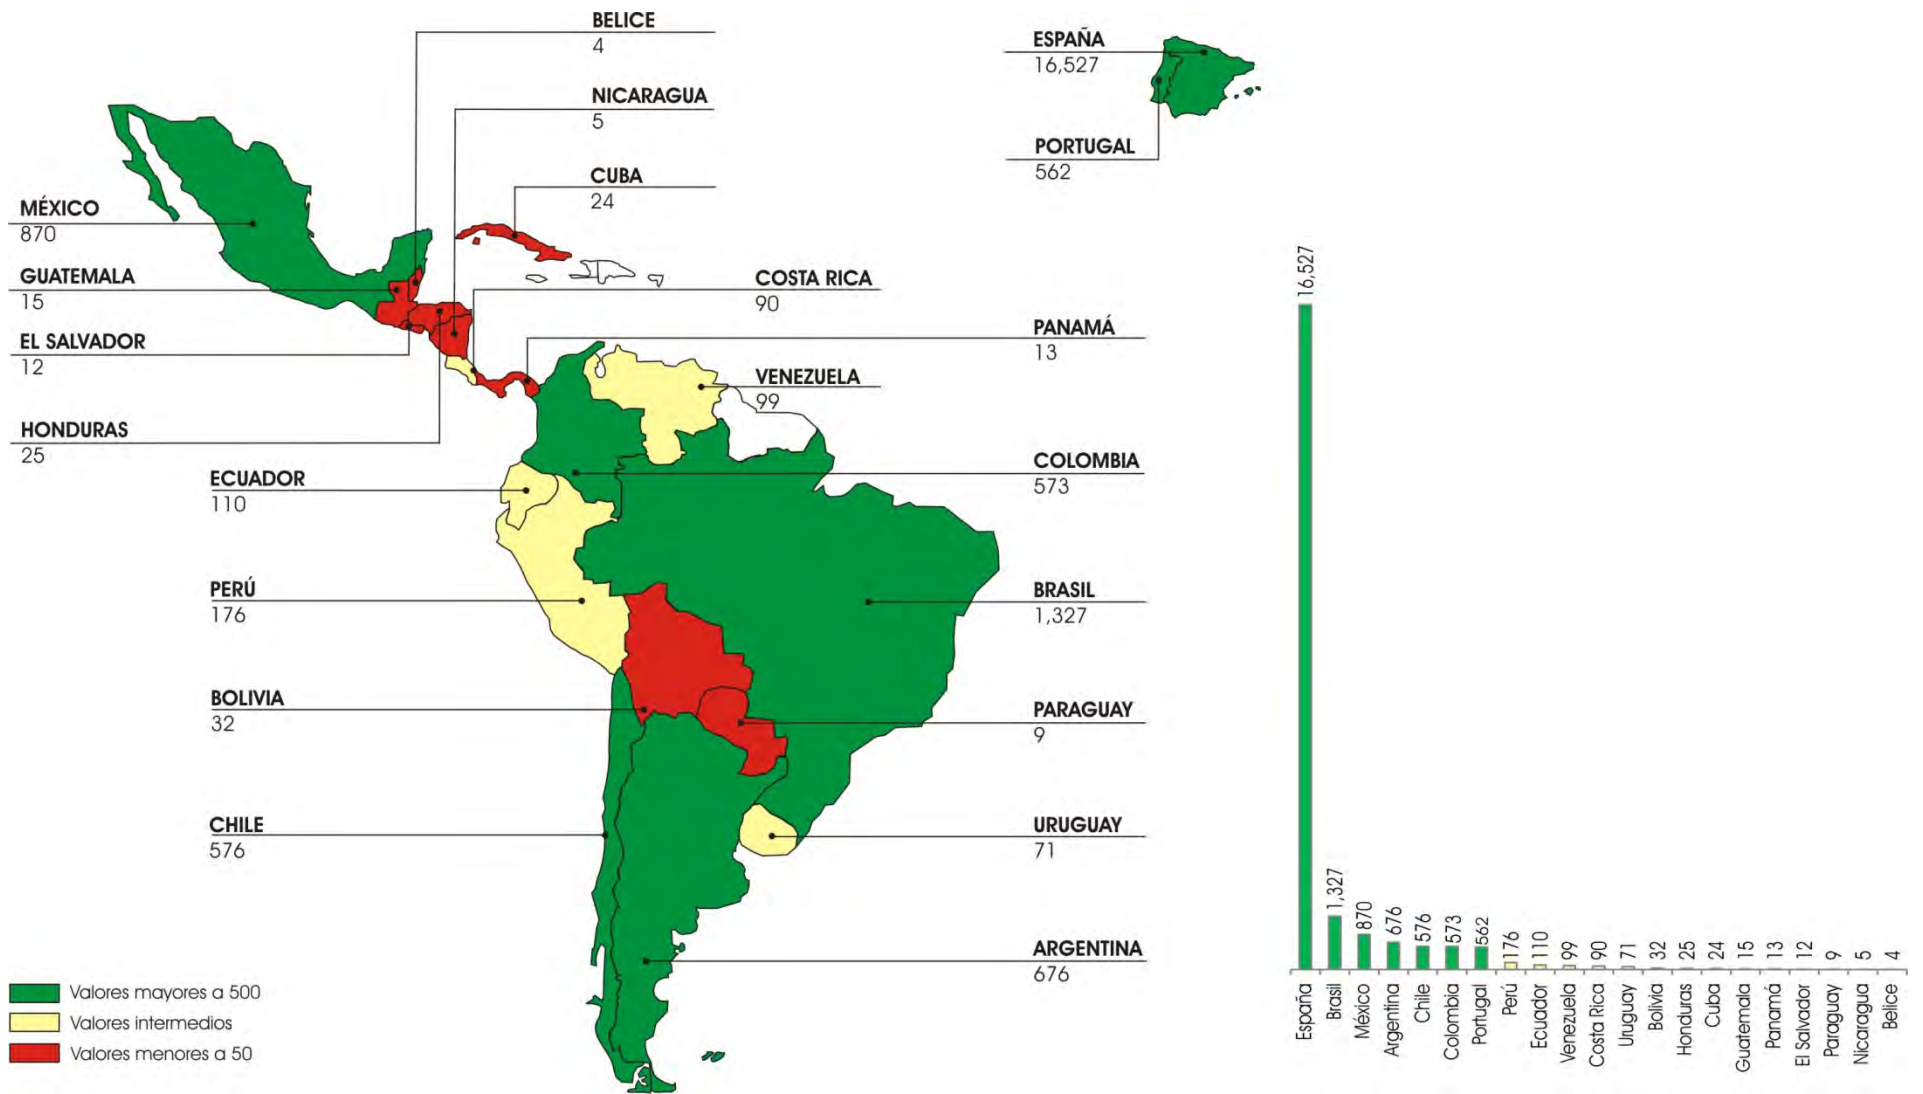 BELICE
4
NICARAGUA
5
CUBA
24
ESPAÑA
16,527
PORTUGAL
562
MÉXICO
870
GUATEMALA
15
EL SALVADOR
12
HONDURAS
25
COSTA RICA
90
PANAMÁ
13
VENEZUELA
99
COLOMBIA
573
ECUADOR
110
PERÚ
176
BRASIL
1,327
BOLIVIA
32
PARAGUAY
9
CHILE
576
URUGUAY
71
ARGENTINA
676
Valores mayores a 500
Valores intermedios
Valores menores a 50
16,527
1,327
870
676
576
573
562
176
110
99
90
71
32
25
24
15
13
12
9
5
4
España
Brasil
México
Argentina
Chile
Colombia
Portugal
Perú
Ecuador
Venezuela
Costa Rica
Uruguay
Bolivia
Honduras
Cuba
Guatemala
Panamá
El Salvador
Paraguay
Nicaragua
Belice